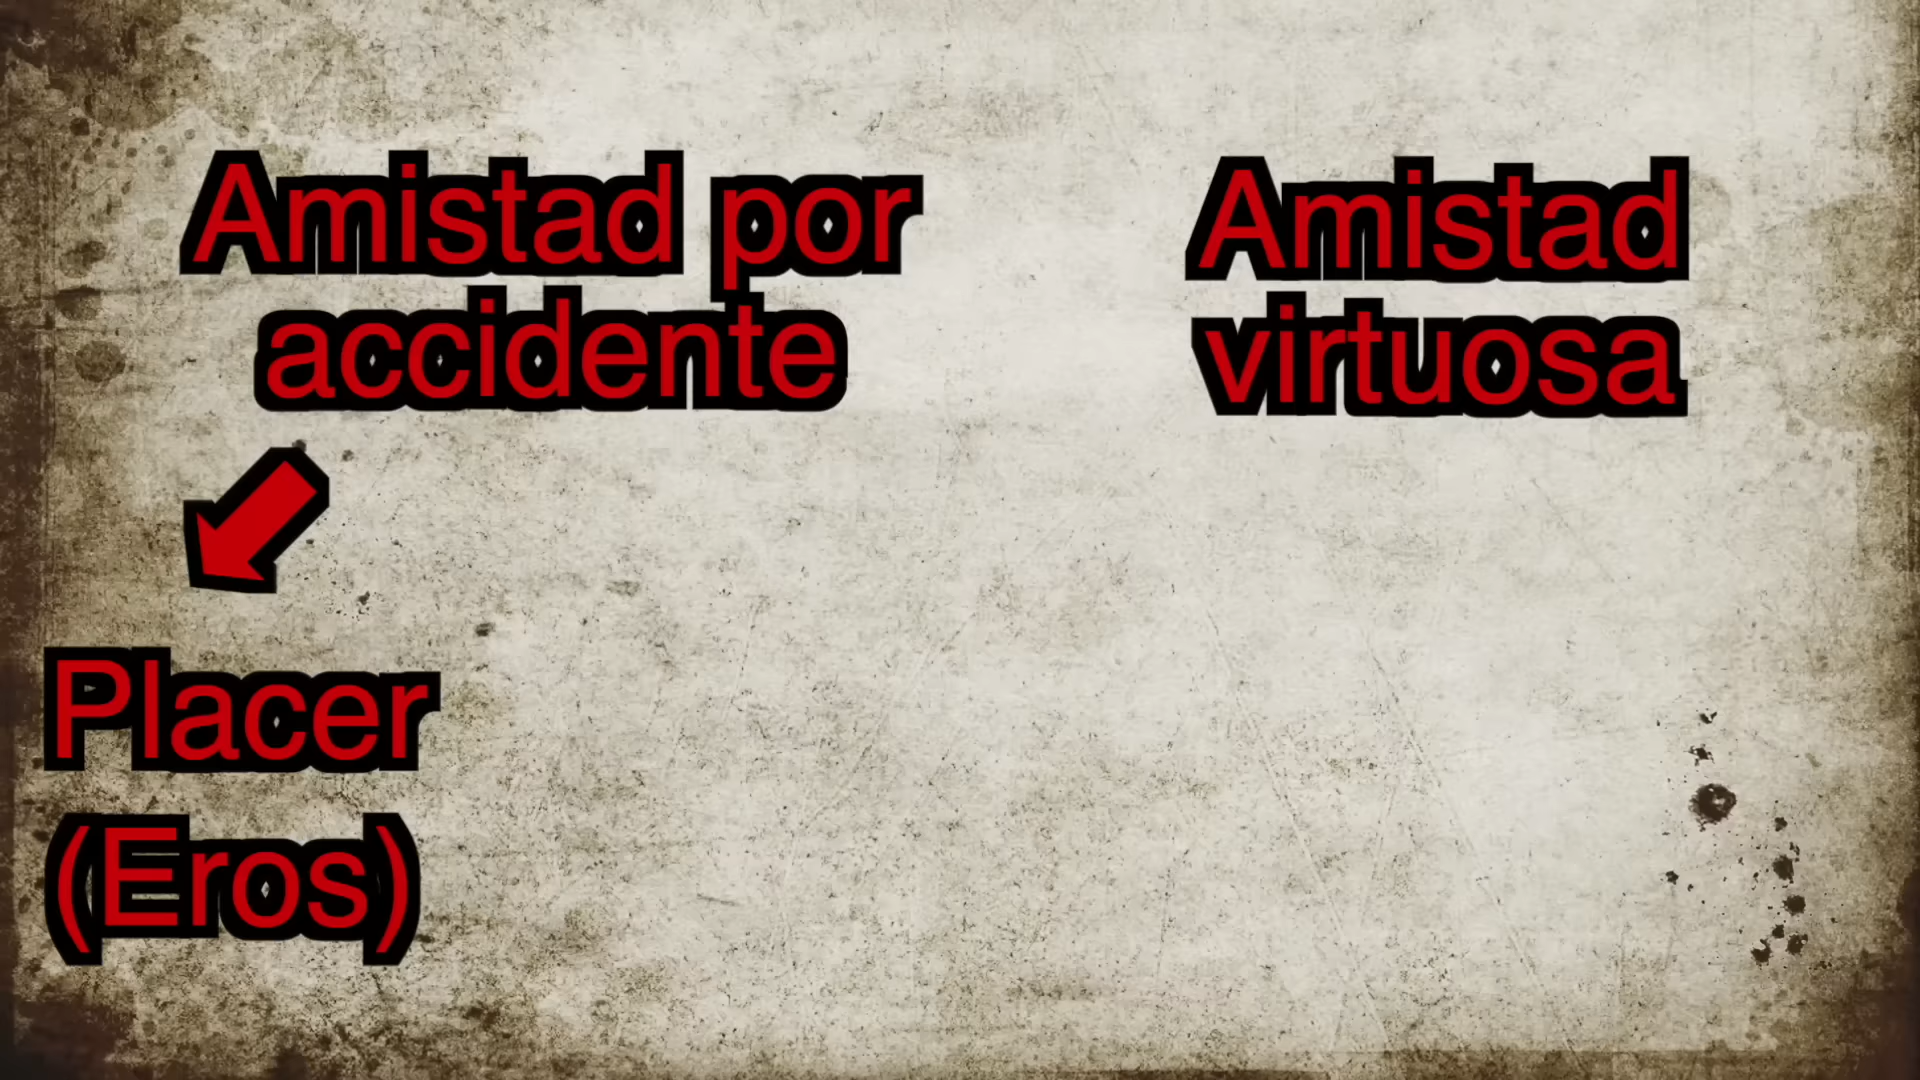 Amistad por
accidente
Amistad
virtuosa
Placer
(Eros)